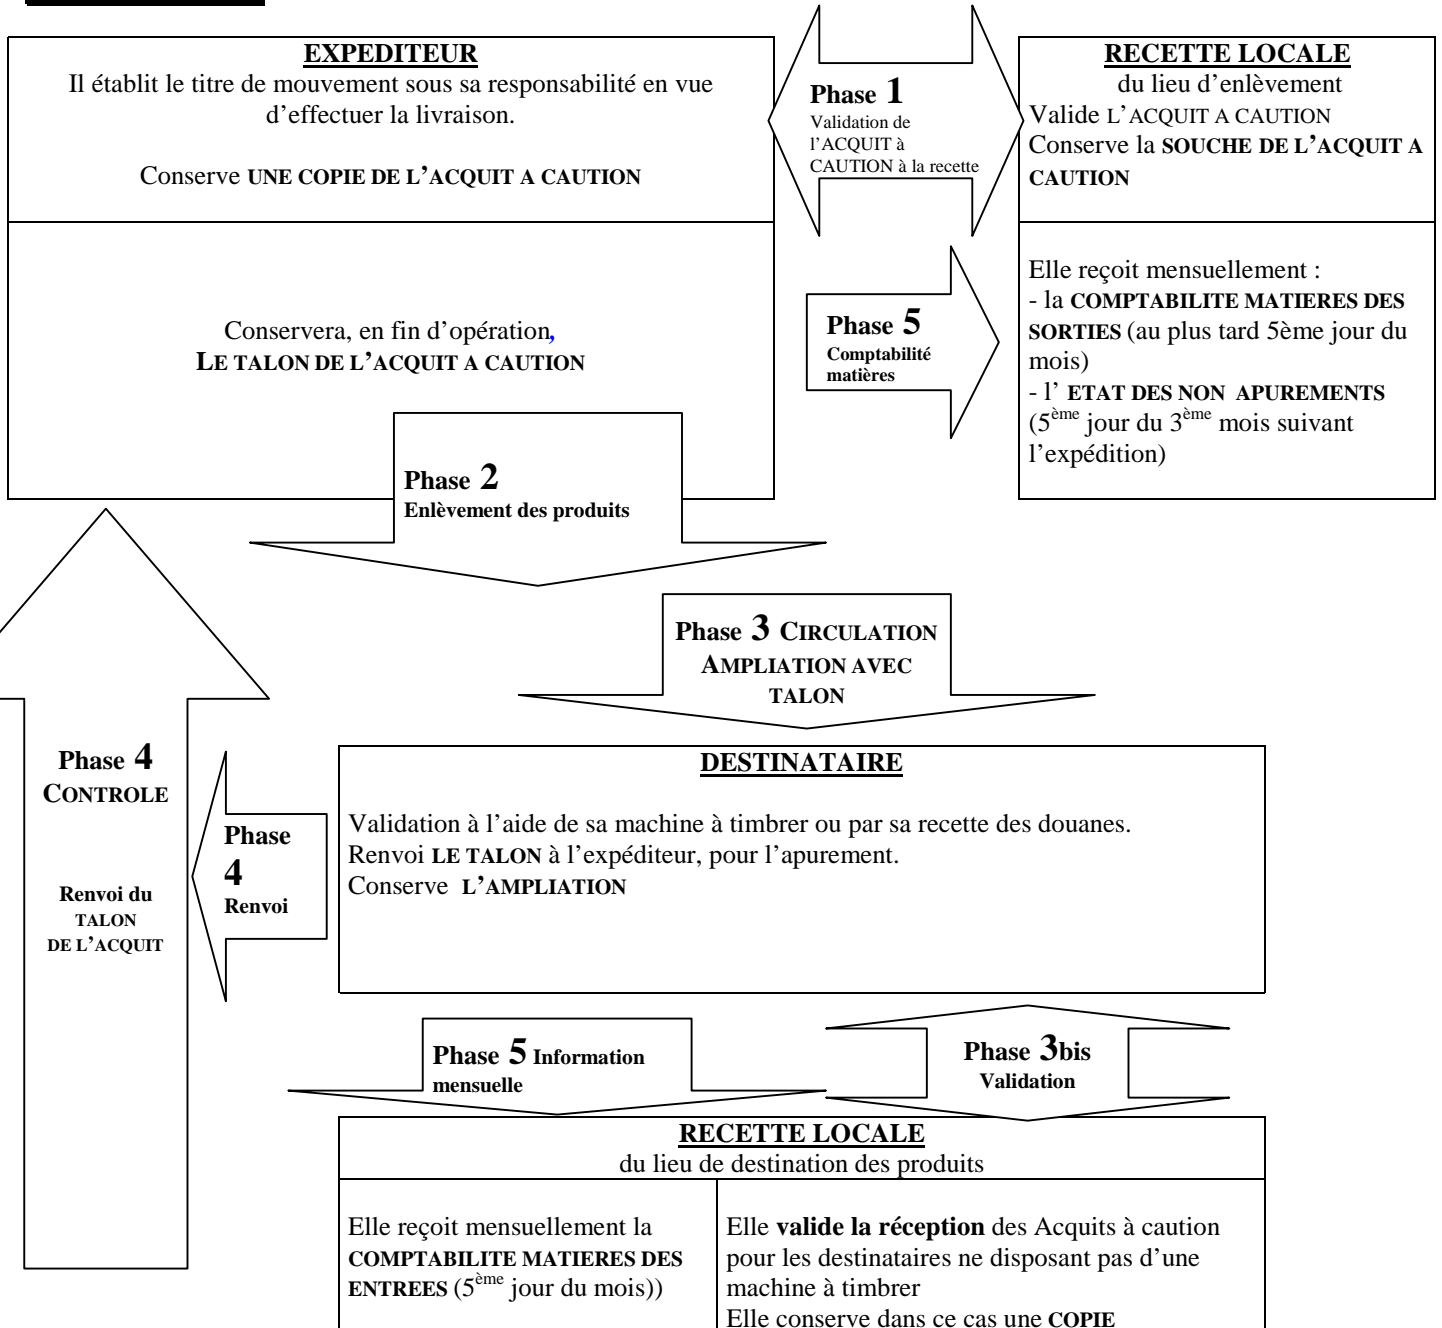 EXPEDITEUR
Il établit le titre de mouvement sous sa responsabilité en vue
d’effectuer la livraison.
Conserve UNE COPIE DE L’ACQUIT A CAUTION
Phase 1
Validation de
l’ACQUIT à
CAUTION à la recette
RECETTE LOCALE
du lieu d’enlèvement
Valide L’ACQUIT A CAUTION
Conserve la SOUCHE DE L’ACQUIT A
CAUTION
Conservera, en fin d’opération,
LE TALON DE L’ACQUIT A CAUTION
Phase 5
Comptabilité
matières
Elle reçoit mensuellement :
- la COMPTABILITE MATIERES DES
SORTIES (au plus tard 5ème jour du
mois)
- l’ ETAT DES NON APUREMENTS
(5ème jour du 3ème mois suivant
l’expédition)
Phase 2
Enlèvement des produits
Phase 3 CIRCULATION
AMPLIATION AVEC
TALON
Phase 4
CONTROLE
Renvoi du
TALON
DE L’ACQUIT
Phase
4
Renvoi
DESTINATAIRE
Validation à l’aide de sa machine à timbrer ou par sa recette des douanes.
Renvoi LE TALON à l’expéditeur, pour l’apurement.
Conserve L’AMPLIATION
Phase 5 Information
mensuelle
Phase 3bis
Validation
RECETTE LOCALE
du lieu de destination des produits
Elle reçoit mensuellement la
COMPTABILITE MATIERES DES
ENTREES (5ème jour du mois))
Elle valide la réception des Acquits à caution
pour les destinataires ne disposant pas d’une
machine à timbrer
Elle conserve dans ce cas une COPIE